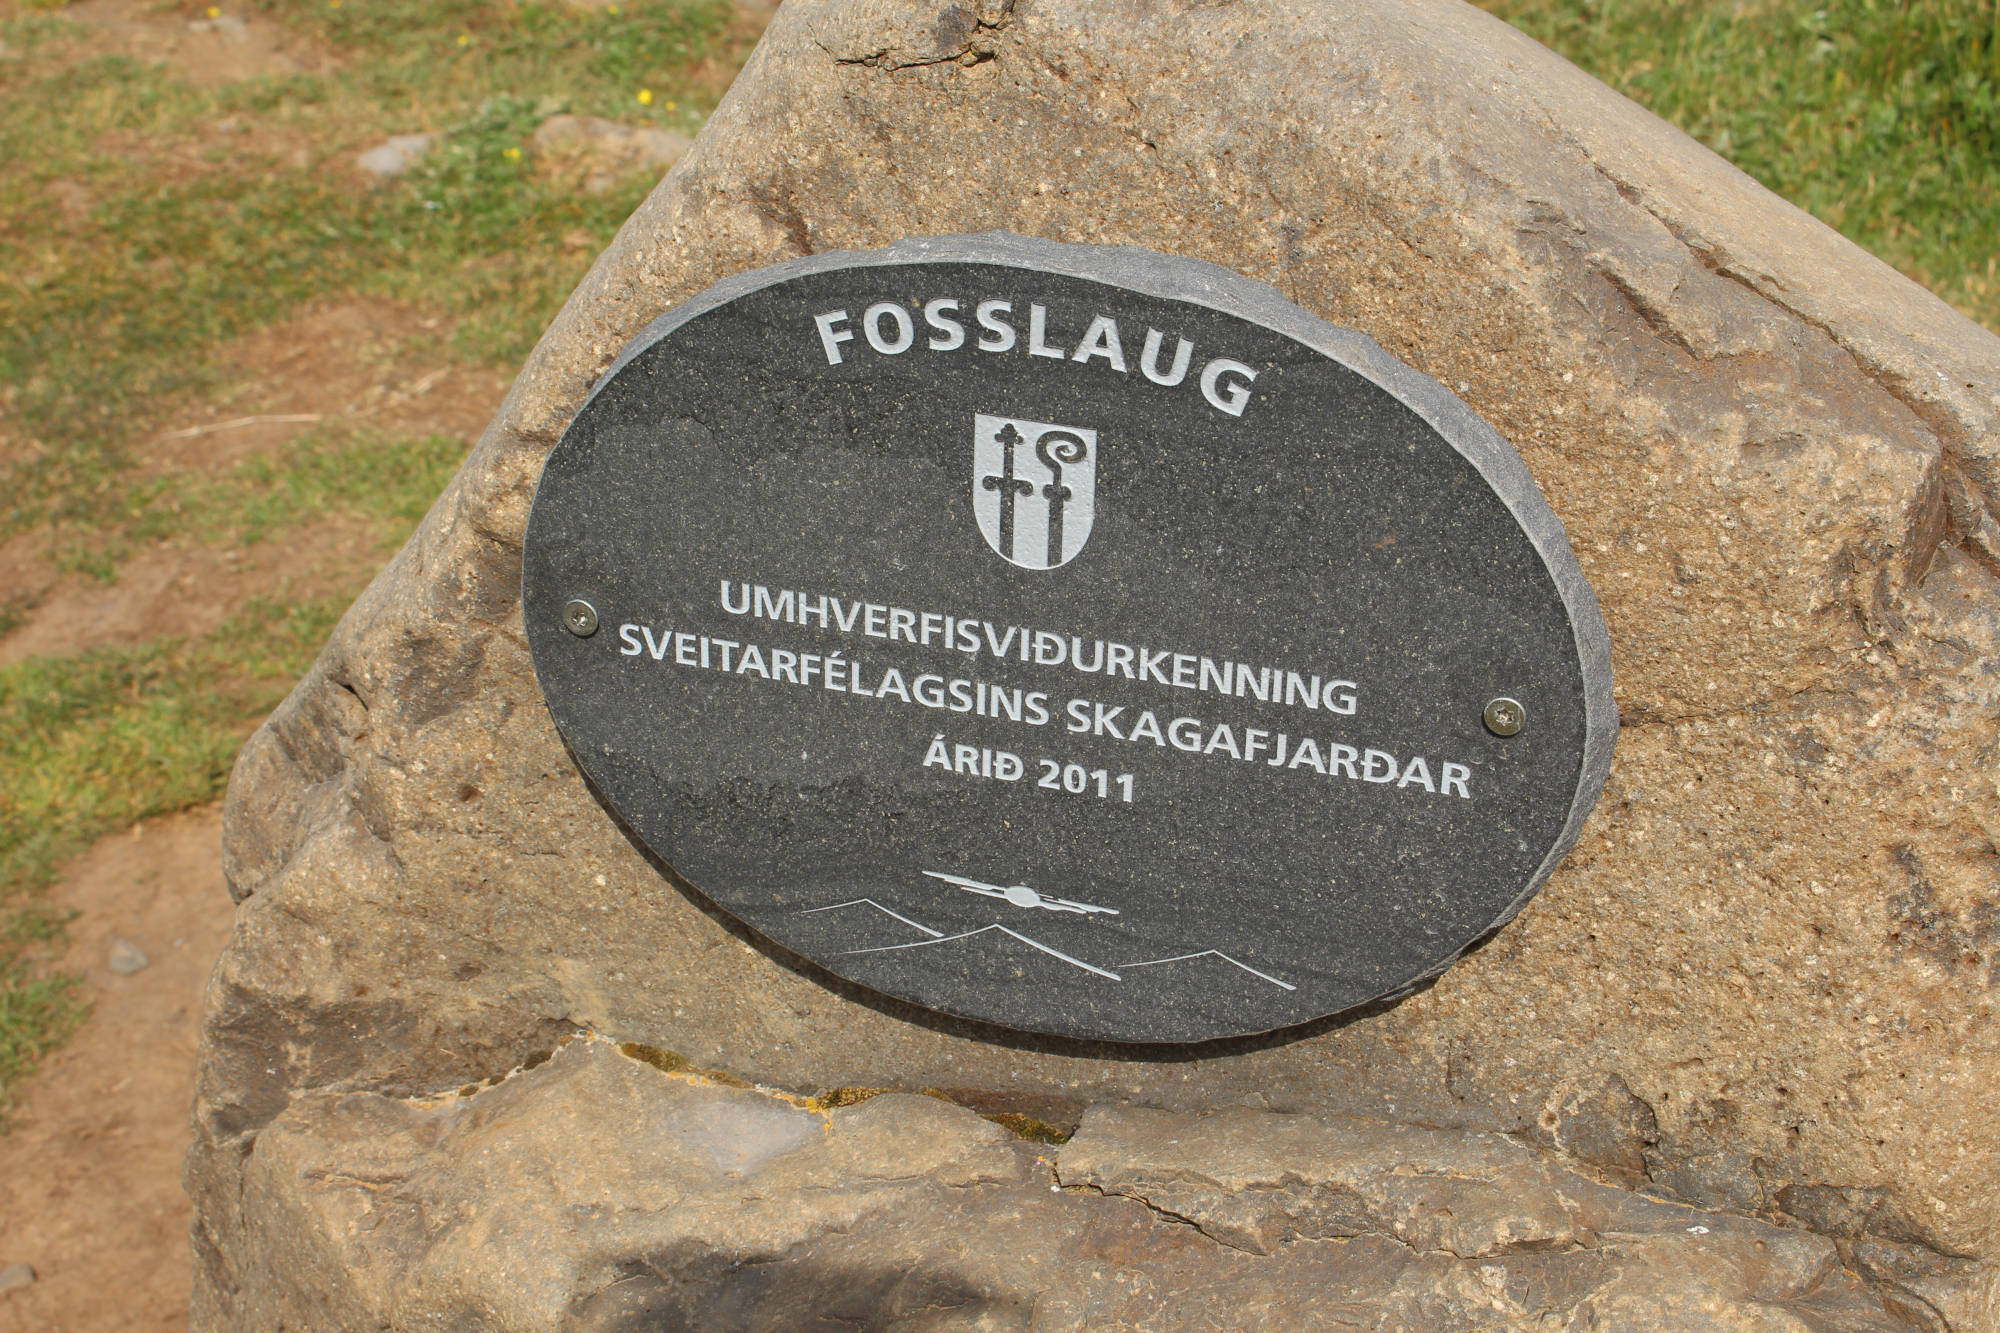 FOSSLAUG
UMHVERFISVIÐURKENNING
SVEITARFÉLAGSINS SKAGAFJARÐAR
ÁRIÐ 2011